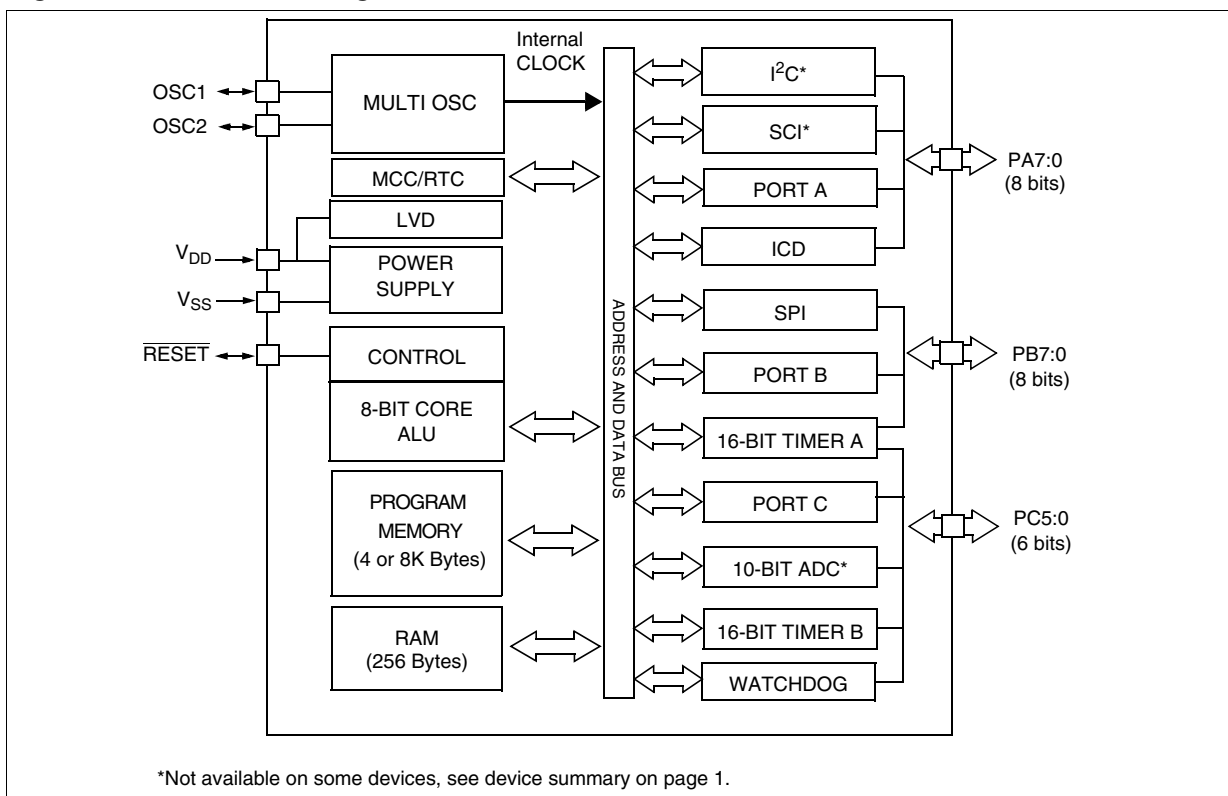 Internal
CLOCK
OSC1
OSC2
MULTI OSC
MCC/RTC
LVD
VDD
POWER
SUPPLY
VSS
RESET
CONTROL
8-BIT CORE
ALU
PROGRAM
MEMORY
(4 or 8K Bytes)
RAM
(256 Bytes)
ADDRESS AND DATA BUS
I²C*
SCI*
PORT A
ICD
PA7:0
(8 bits)
SPI
PORT B
16-BIT TIMER A
PB7:0
(8 bits)
PORT C
10-BIT ADC*
16-BIT TIMER B
WATCHDOG
PC5:0
(6 bits)
*Not available on some devices, see device summary on page 1.